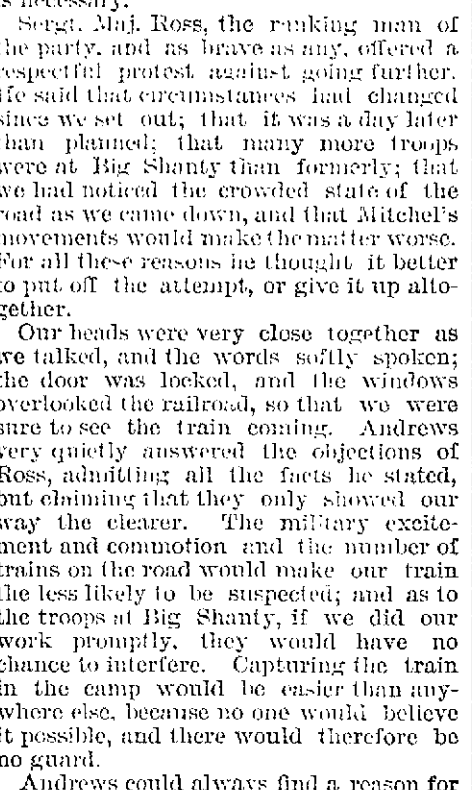 is necessary.
Sergt. Maj. Ross, the ranking man of
the party, and as brave as any, offered a
respectful protest against going further.
He said that circumstances had changed
since we set out; that it was a day later
than planned; that many more troops
were at Big Shanty than formerly; that
we had noticed the crowded state of the
road as we came down, and that Mitchel's
movements would make the matter worse.
For all these reasons he thought it better
to put off the attempt, or give it up alto-
gether.
Our heads were very close together as
we talked, and the words softly spoken;
the door was locked, and the windows
overlooked the railroad, so that we were
sure to see the train coming. Andrews
very quietly answered the objections of
Ross, admitting all the facts he stated,
but claiming that they only showed our
way the clearer. The military excite-
ment and commotion and the number of
trains on the road would make our train
the less likely to be suspected; and as to
the troops at Big Shanty, if we did our
work promptly, they would have no
chance to interfere. Capturing the train
in the camp would be easier than any-
where else, because no one would believe
it possible, and there would therefore be
no guard.
Andrews could always find a reason for